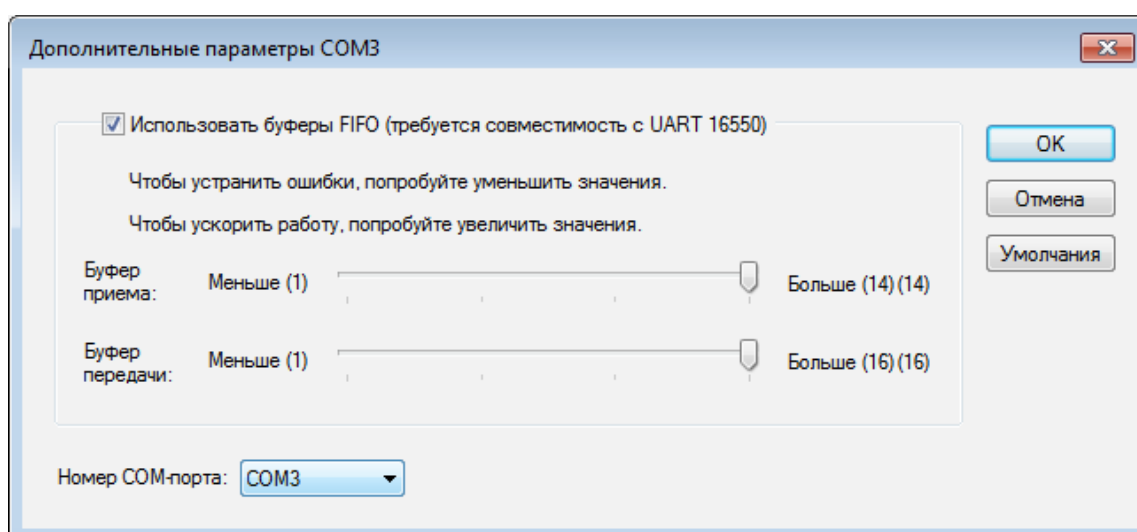 Дополнительные параметры COM3
Использовать буферы FIFO (требуется совместимость с UART 16550)
OK
Чтобы устранить ошибки, попробуйте уменьшить значения.
Отмена
Чтобы ускорить работу, попробуйте увеличить значения.
Умолчания
Буфер
приема:
Меньше (1)
Больше (14) (14)
Буфер
передачи:
Меньше (1)
Больше (16) (16)
Номер COM-порта: COM3